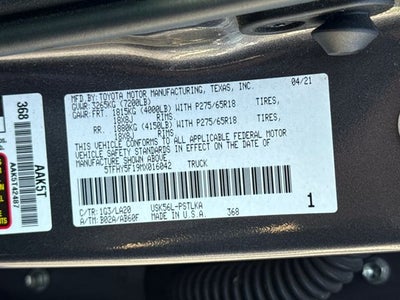 MFD.BY:TOYOTA MOTOR MANUFACTURING, TEXAS, INC. 04/21
GVWR: 3265KG (7200LB)
GAWR: FRT. 1815KG (4000LB) WITH P275/65R18 TIRES,
18X8J RIMS
RR. 1880KG (4150LB) WITH P275/65R18 TIRES,
18X8J RIMS
THIS VEHICLE CONFORMS TO ALL APPLICABLE FEDERAL MOTOR
VEHICLE SAFETY STANDARDS IN EFFECT ON THE DATE OF
MANUFACTURE SHOWN ABOVE.
5TFHY5F19MX016042 TRUCK
C/TR: 1G3/LA20 USK56L-PSTLKA
A/TM: B02A/AB60F MADE IN U.S.A. 368
1
368
AAK5T
AAK5T42487